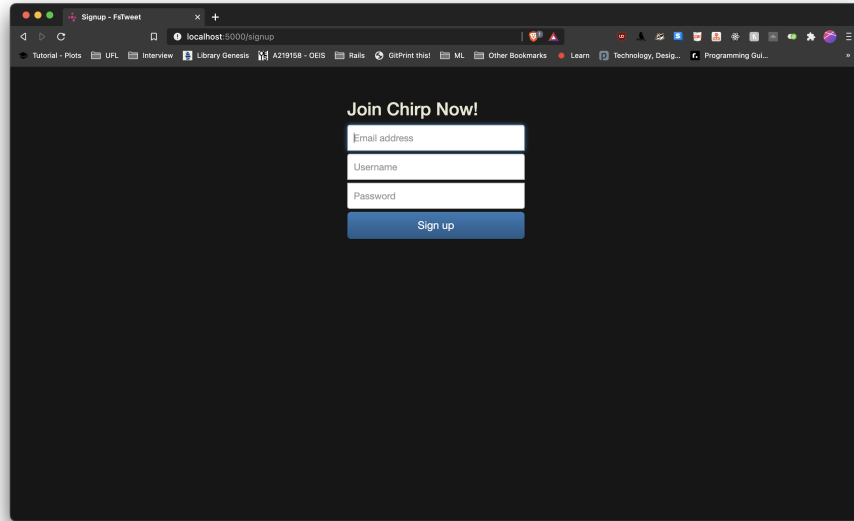 Signup - FsTweet
localhost:5000/signup
Tutorial - Plots UFL Interview Library Genesis A219158 - OEIS Rails GitPrint this! ML Other Bookmarks Learn Technology, Desig... Programming Gui... »
Join Chirp Now!
Email address
Username
Password
Sign up